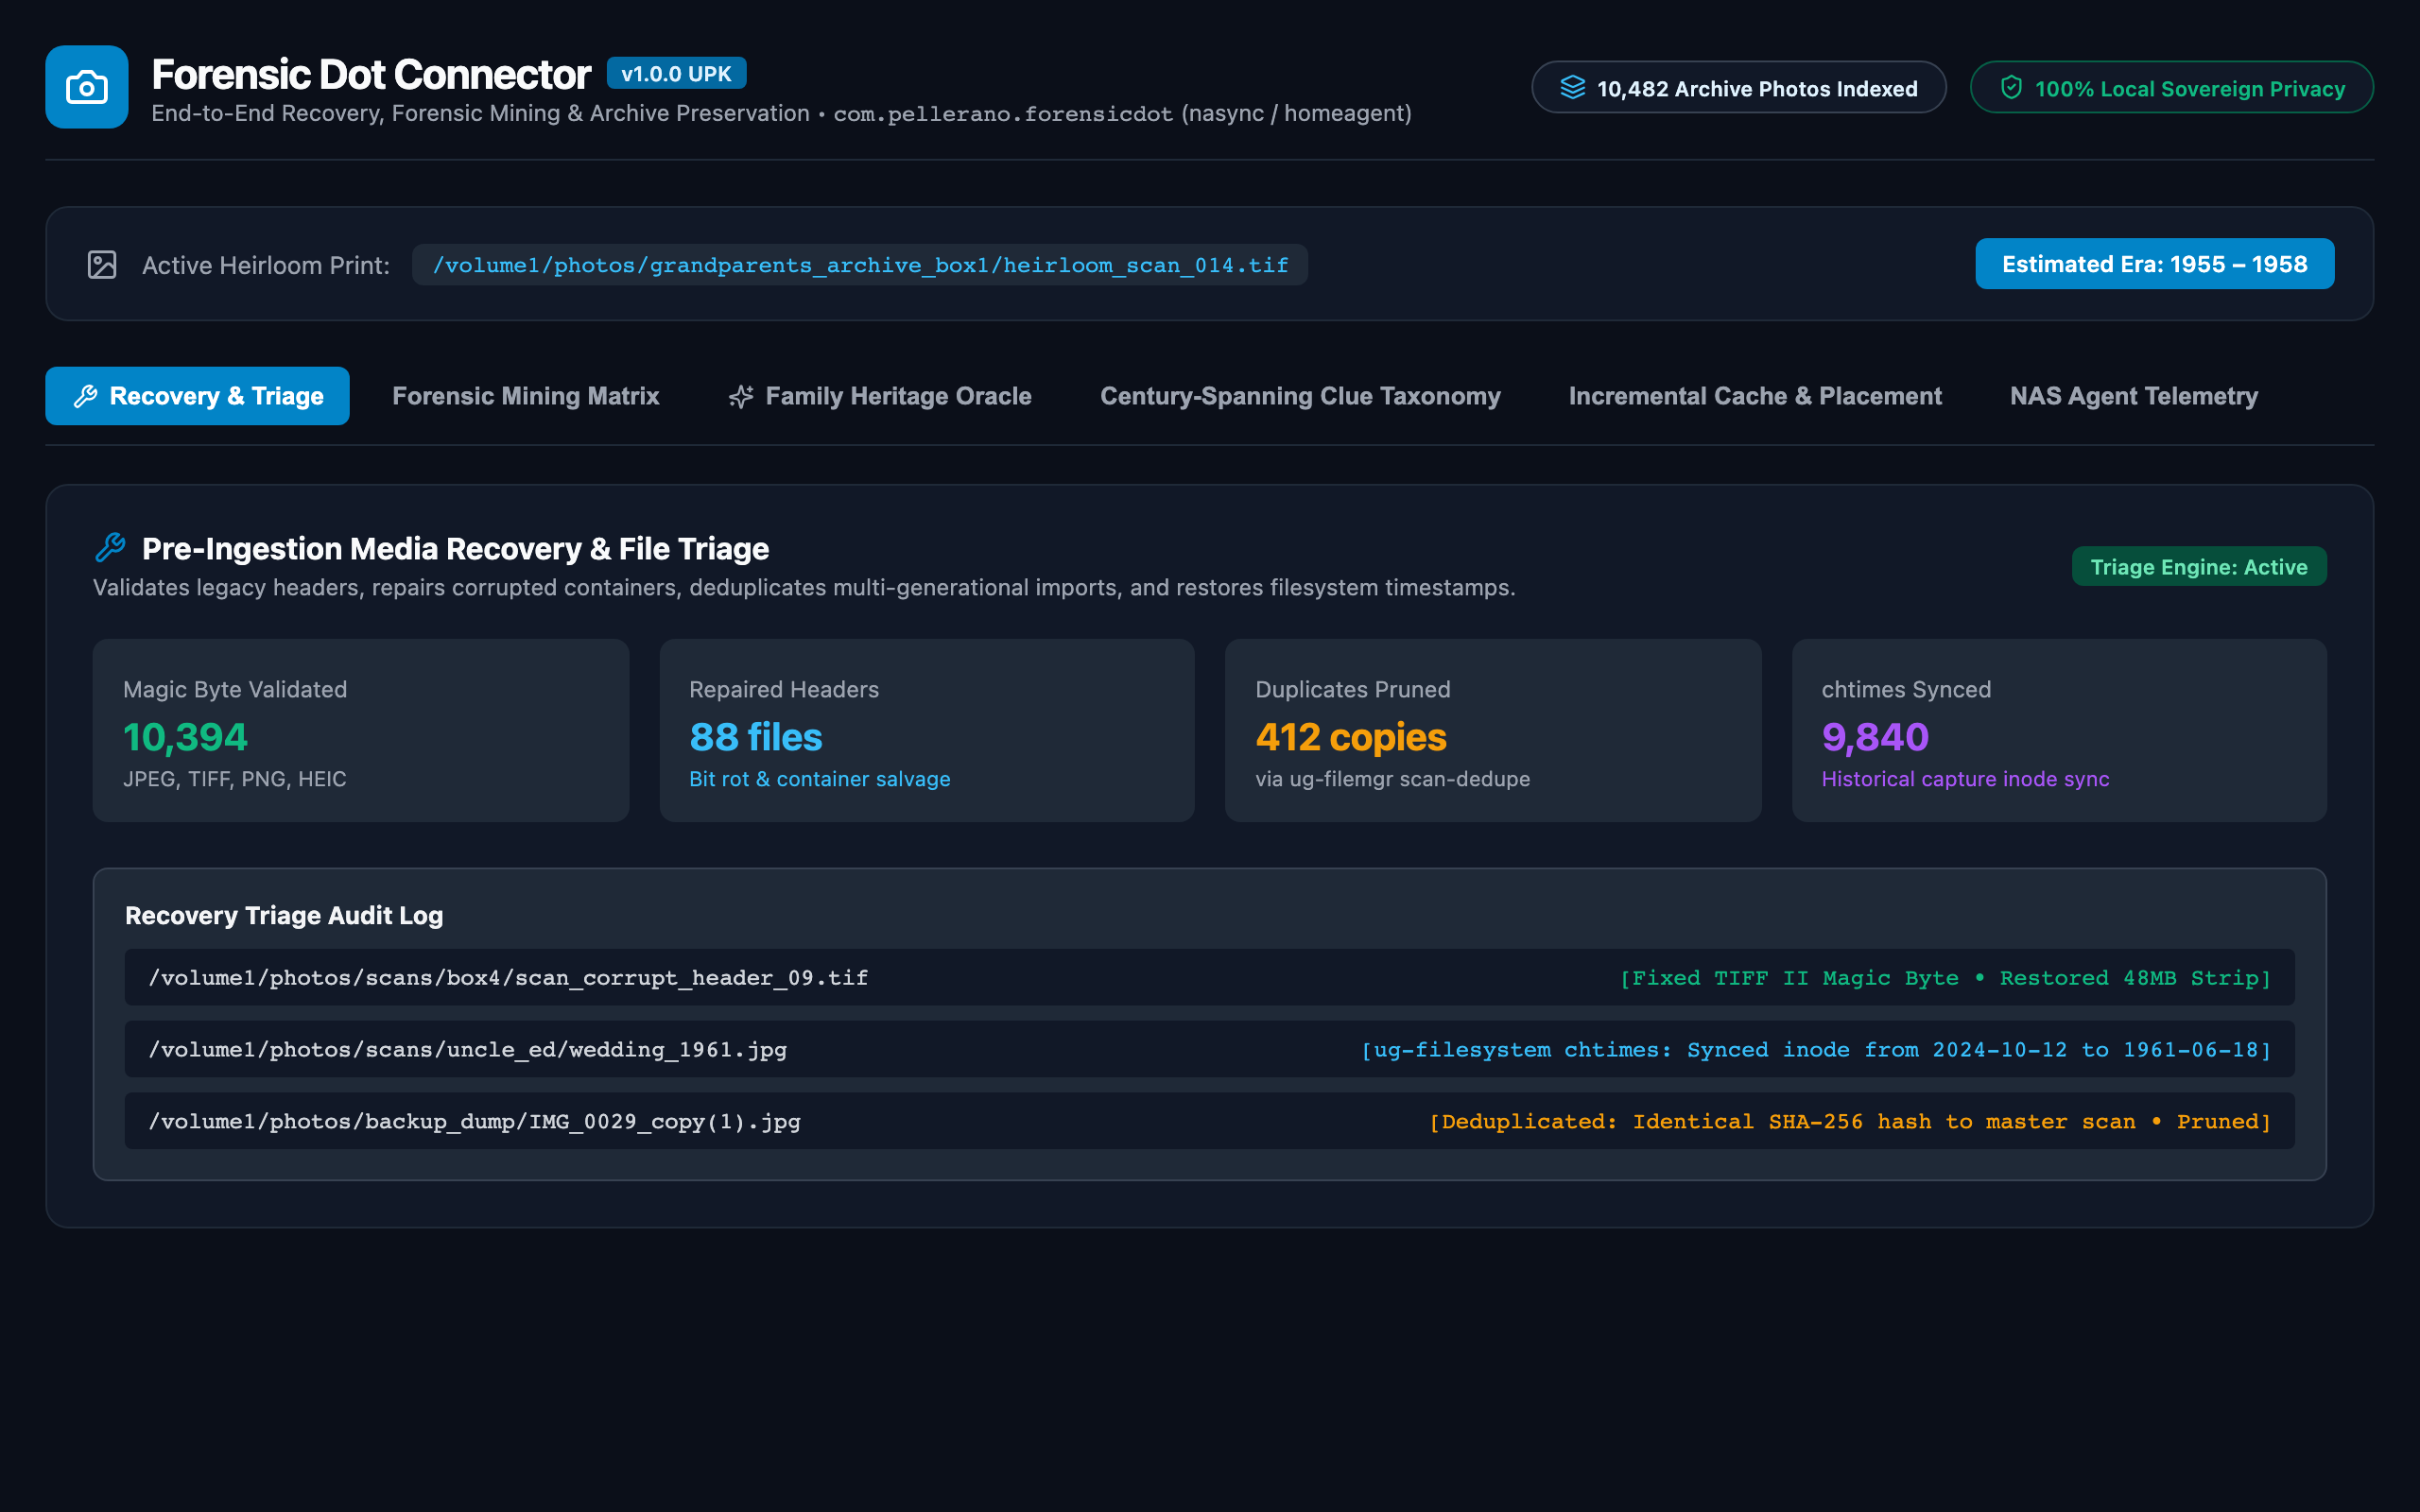 Forensic Dot Connector v1.0.0 UPK
End-to-End Recovery, Forensic Mining & Archive Preservation • com.pellerano.forensicdot (nasync / homeagent)
10,482 Archive Photos Indexed
100% Local Sovereign Privacy
Active Heirloom Print: /volume1/photos/grandparents_archive_box1/heirloom_scan_014.tif
Estimated Era: 1955 – 1958
Recovery & Triage
Forensic Mining Matrix
Family Heritage Oracle
Century-Spanning Clue Taxonomy
Incremental Cache & Placement
NAS Agent Telemetry
Pre-Ingestion Media Recovery & File Triage
Validates legacy headers, repairs corrupted containers, deduplicates multi-generational imports, and restores filesystem timestamps.
Triage Engine: Active
Magic Byte Validated
10,394
JPEG, TIFF, PNG, HEIC
Repaired Headers
88 files
Bit rot & container salvage
Duplicates Pruned
412 copies
via ug-filemgr scan-dedupe
chtimes Synced
9,840
Historical capture inode sync
Recovery Triage Audit Log
/volume1/photos/scans/box4/scan_corrupt_header_09.tif [Fixed TIFF II Magic Byte • Restored 48MB Strip]
/volume1/photos/scans/uncle_ed/wedding_1961.jpg [ug-filesystem chtimes: Synced inode from 2024-10-12 to 1961-06-18]
/volume1/photos/backup_dump/IMG_0029_copy(1).jpg [Deduplicated: Identical SHA-256 hash to master scan • Pruned]